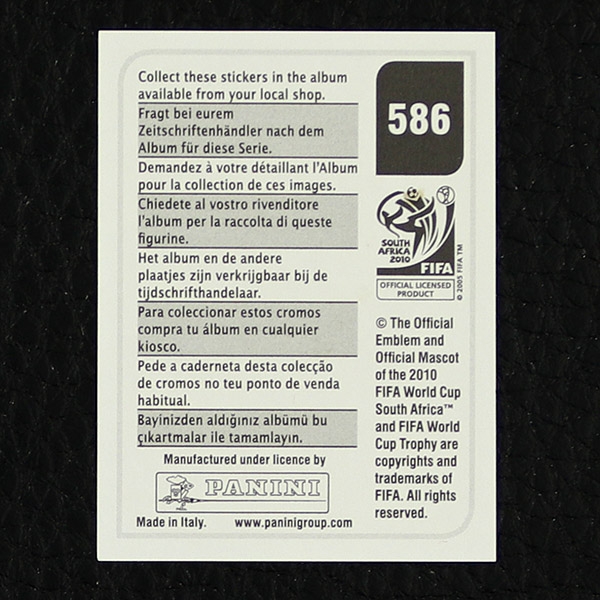 Collect these stickers in the album
available from your local shop.
Fragt bei eurem
Zeitschriftenhändler nach dem
Album für diese Serie.
Demandez à votre détaillant l'Album
pour la collection de ces images.
Chiedete al vostro rivenditore
l'album per la raccolta di queste
figurine.
Het album en de andere
plaatjes zijn verkrijgbaar bij de
tijdschrifthandelaar.
Para coleccionar estos cromos
compra tu álbum en cualquier
kiosco.
Pede a caderneta desta colecção
de cromos no teu ponto de venda
habitual.
Bayinizden aldığınız albümü bu
çıkartmalar ile tamamlayın.
Manufactured under licence by
PANINI
Made in Italy. www.paninigroup.com
586
SOUTH
AFRICA
2010
FIFA
OFFICIAL LICENSED
PRODUCT
© 2005 FIFA TM
© The Official
Emblem and
Official Mascot
of the 2010
FIFA World Cup
South Africa™
and FIFA World
Cup Trophy are
copyrights and
trademarks of
FIFA. All rights
reserved.